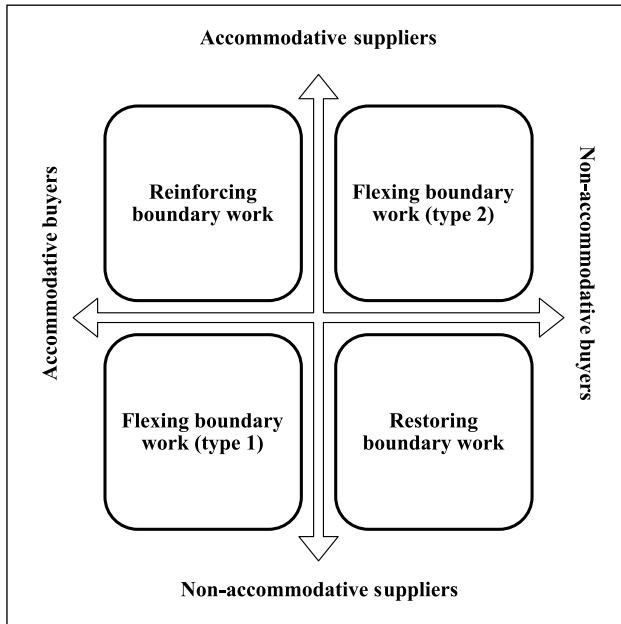 Accommodative suppliers
Accommodative buyers
Reinforcing
boundary work
Flexing boundary
work (type 2)
Non-accommodative buyers
Flexing boundary
work (type 1)
Restoring
boundary work
Non-accommodative suppliers